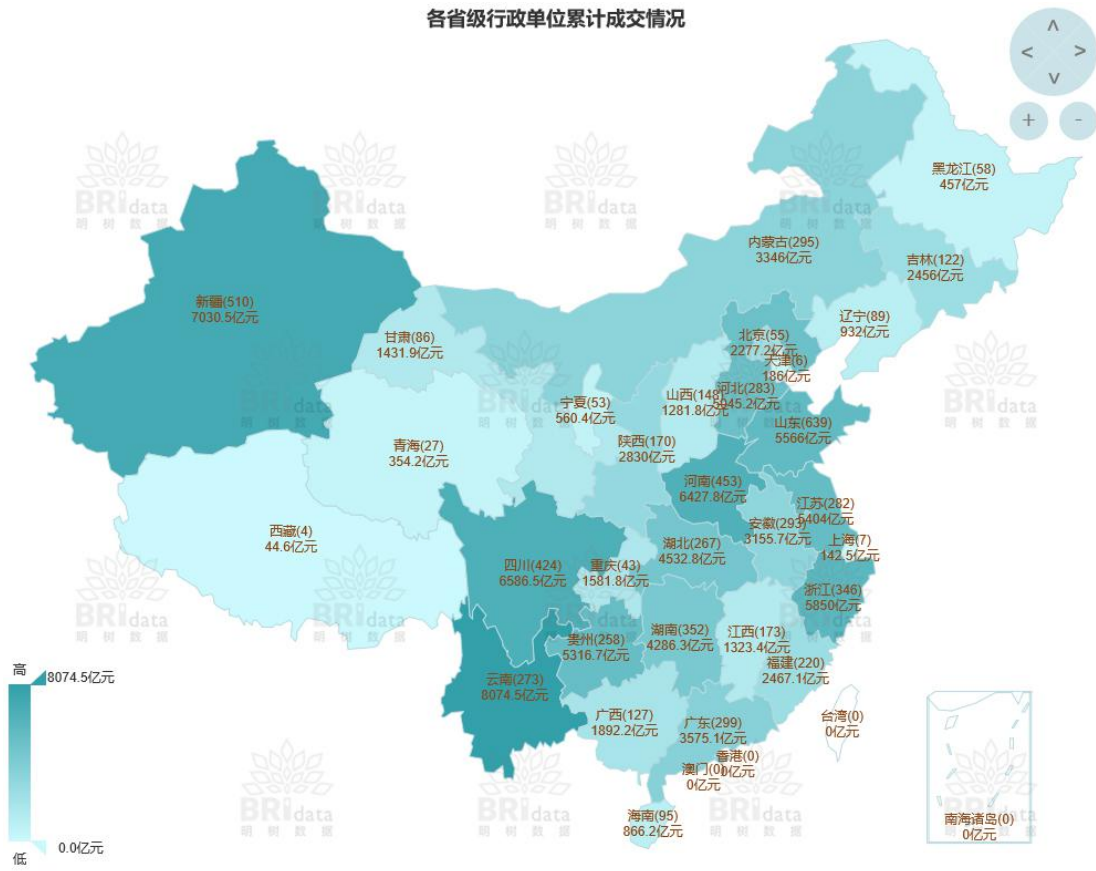 各省级行政单位累计成交情况
黑龙江(58)
457亿元
内蒙古(295)
3346亿元
吉林(122)
2456亿元
新疆(510)
7030.5亿元
辽宁(89)
932亿元
甘肃(86)
1431.9亿元
北京(55)
2277.2亿元
天津(6)
186亿元
河北(283)
5045.2亿元
山西(148)
1281.8亿元
宁夏(53)
560.4亿元
山东(639)
5566亿元
陕西(170)
2830亿元
青海(27)
354.2亿元
河南(453)
6427.8亿元
江苏(282)
5404亿元
安徽(293)
3155.7亿元
西藏(4)
44.6亿元
上海(7)
142.5亿元
湖北(267)
4532.8亿元
四川(424)
6586.5亿元
重庆(43)
1581.8亿元
浙江(346)
5850亿元
贵州(258)
5316.7亿元
湖南(352)
4286.3亿元
江西(173)
1323.4亿元
福建(220)
2467.1亿元
云南(273)
8074.5亿元
广西(127)
1892.2亿元
广东(299)
3575.1亿元
台湾(0)
0亿元
香港(0)
0亿元
澳门(0)
0亿元
海南(95)
866.2亿元
南海诸岛(0)
0亿元
高
8074.5亿元
0.0亿元
低
BRI data
明树数据